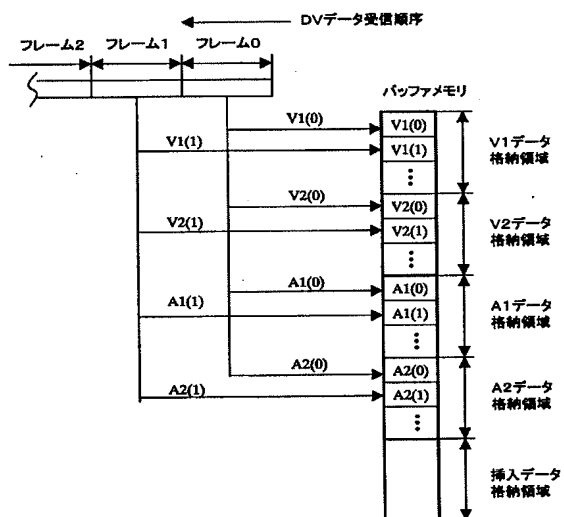 DVデータ受信順序
フレーム2 フレーム1 フレーム0
バッファメモリ
V1(0)
V1(0)
V1(1)
V1(1)
V1データ
格納領域
V2(0)
V2(0)
V2(1)
V2(1)
V2データ
格納領域
A1(0)
A1(0)
A1(1)
A1(1)
A1データ
格納領域
A2(0)
A2(0)
A2(1)
A2(1)
A2データ
格納領域
挿入データ
格納領域